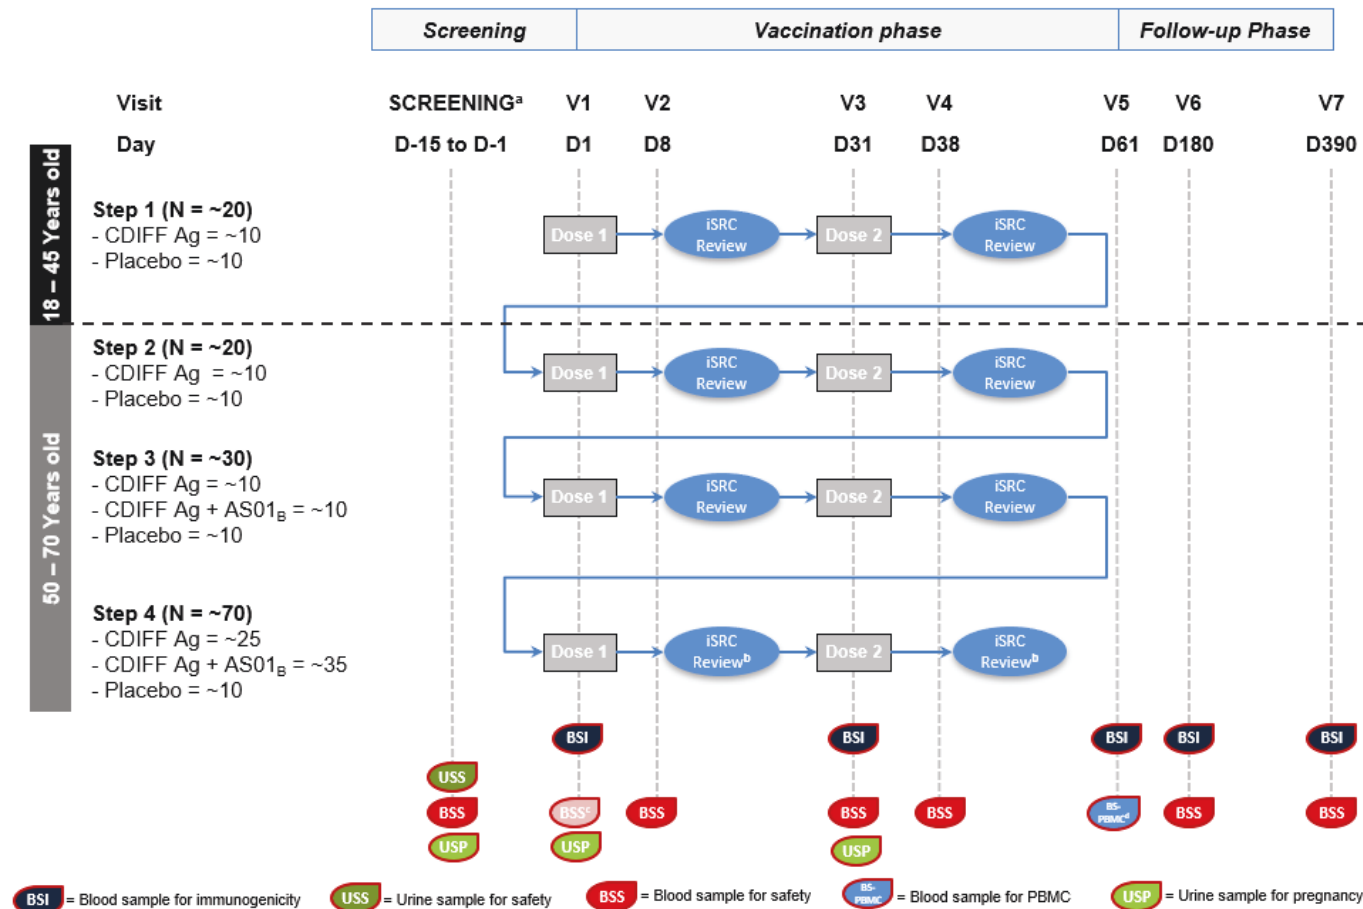 Screening Vaccination phase Follow-up Phase
Visit SCREENINGᵃ V1 V2 V3 V4 V5 V6 V7
Day D-15 to D-1 D1 D8 D31 D38 D61 D180 D390
18 – 45 Years old
Step 1 (N = ~20)
- CDIFF Ag = ~10
- Placebo = ~10
Dose 1 iSRC Review Dose 2 iSRC Review
50 – 70 Years old
Step 2 (N = ~20)
- CDIFF Ag = ~10
- Placebo = ~10
Dose 1 iSRC Review Dose 2 iSRC Review
Step 3 (N = ~30)
- CDIFF Ag = ~10
- CDIFF Ag + AS01B = ~10
- Placebo = ~10
Dose 1 iSRC Review Dose 2 iSRC Review
Step 4 (N = ~70)
- CDIFF Ag = ~25
- CDIFF Ag + AS01B = ~35
- Placebo = ~10
Dose 1 iSRC Reviewᵇ Dose 2 iSRC Reviewᵇ
BSI BSI BSI BSI BSI
USS
BSS BSSᶜ BSS BSS BSS BS-PBMCᵈ BSS BSS
USP USP USP
BSI = Blood sample for immunogenicity USS = Urine sample for safety BSS = Blood sample for safety BS-PBMC = Blood sample for PBMC USP = Urine sample for pregnancy